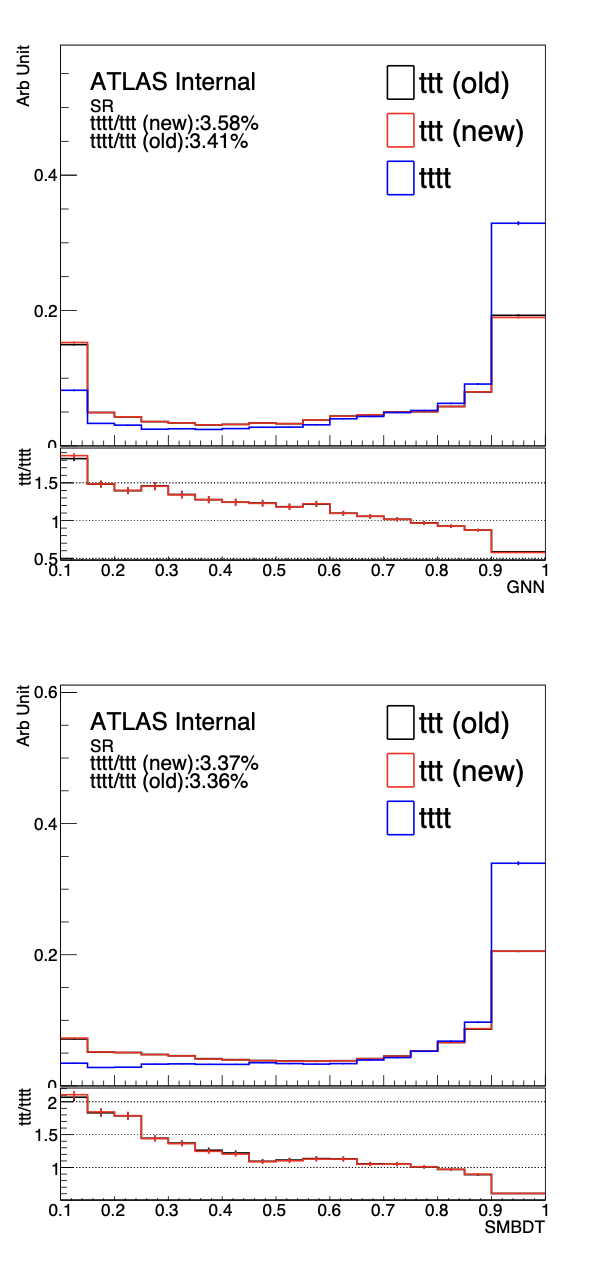 Arb Unit
ATLAS Internal
SR
tttt/ttt (new):3.58%
tttt/ttt (old):3.41%
ttt (old)
ttt (new)
tttt
0.4
0.2
0
ttt/tttt
1.5
1
0.5
0.1 0.2 0.3 0.4 0.5 0.6 0.7 0.8 0.9 1
GNN
Arb Unit
0.6
ATLAS Internal
SR
tttt/ttt (new):3.37%
tttt/ttt (old):3.36%
ttt (old)
ttt (new)
tttt
0.4
0.2
0
ttt/tttt
2
1.5
1
0.1 0.2 0.3 0.4 0.5 0.6 0.7 0.8 0.9 1
SMBDT